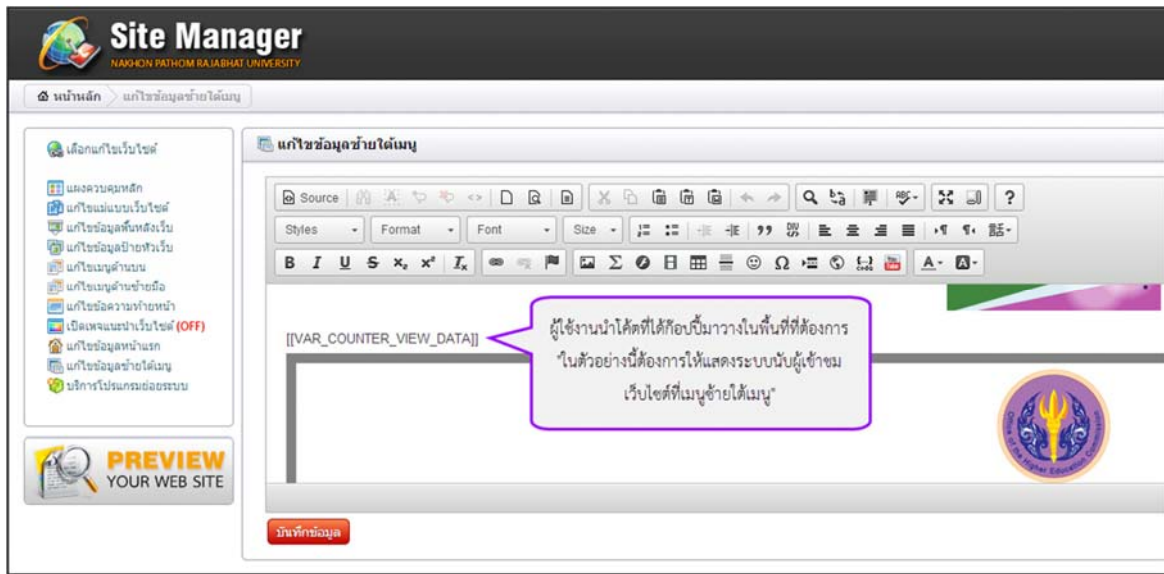 Site Manager
NAKHON PATHOM RAJABHAT UNIVERSITY
หน้าหลัก
แก้ไขข้อมูลซ้ายใต้เมนู
เลือกแก้ไขเว็บไซต์
แผงควบคุมหลัก
แก้ไขแม่แบบเว็บไซต์
แก้ไขข้อมูลพื้นหลังเว็บ
แก้ไขข้อมูลป้ายหัวเว็บ
แก้ไขเมนูด้านบน
แก้ไขเมนูด้านซ้ายมือ
แก้ไขข้อความท้ายหน้า
เปิดเพจแนะนำเว็บไซต์ (OFF)
แก้ไขข้อมูลหน้าแรก
แก้ไขข้อมูลซ้ายใต้เมนู
บริการโปรแกรมย่อยระบบ
PREVIEW
YOUR WEB SITE
แก้ไขข้อมูลซ้ายใต้เมนู
Source
Styles Format Font Size
[[VAR_COUNTER_VIEW_DATA]]
ผู้ใช้งานนำโค้ตที่ได้ก๊อปปี้มาวางในพื้นที่ที่ต้องการ
"ในตัวอย่างนี้ต้องการให้แสดงระบบนับผู้เข้าชม
เว็บไซต์ที่เมนูซ้ายใต้เมนู"
Office of the Higher Education Commission
บันทึกข้อมูล